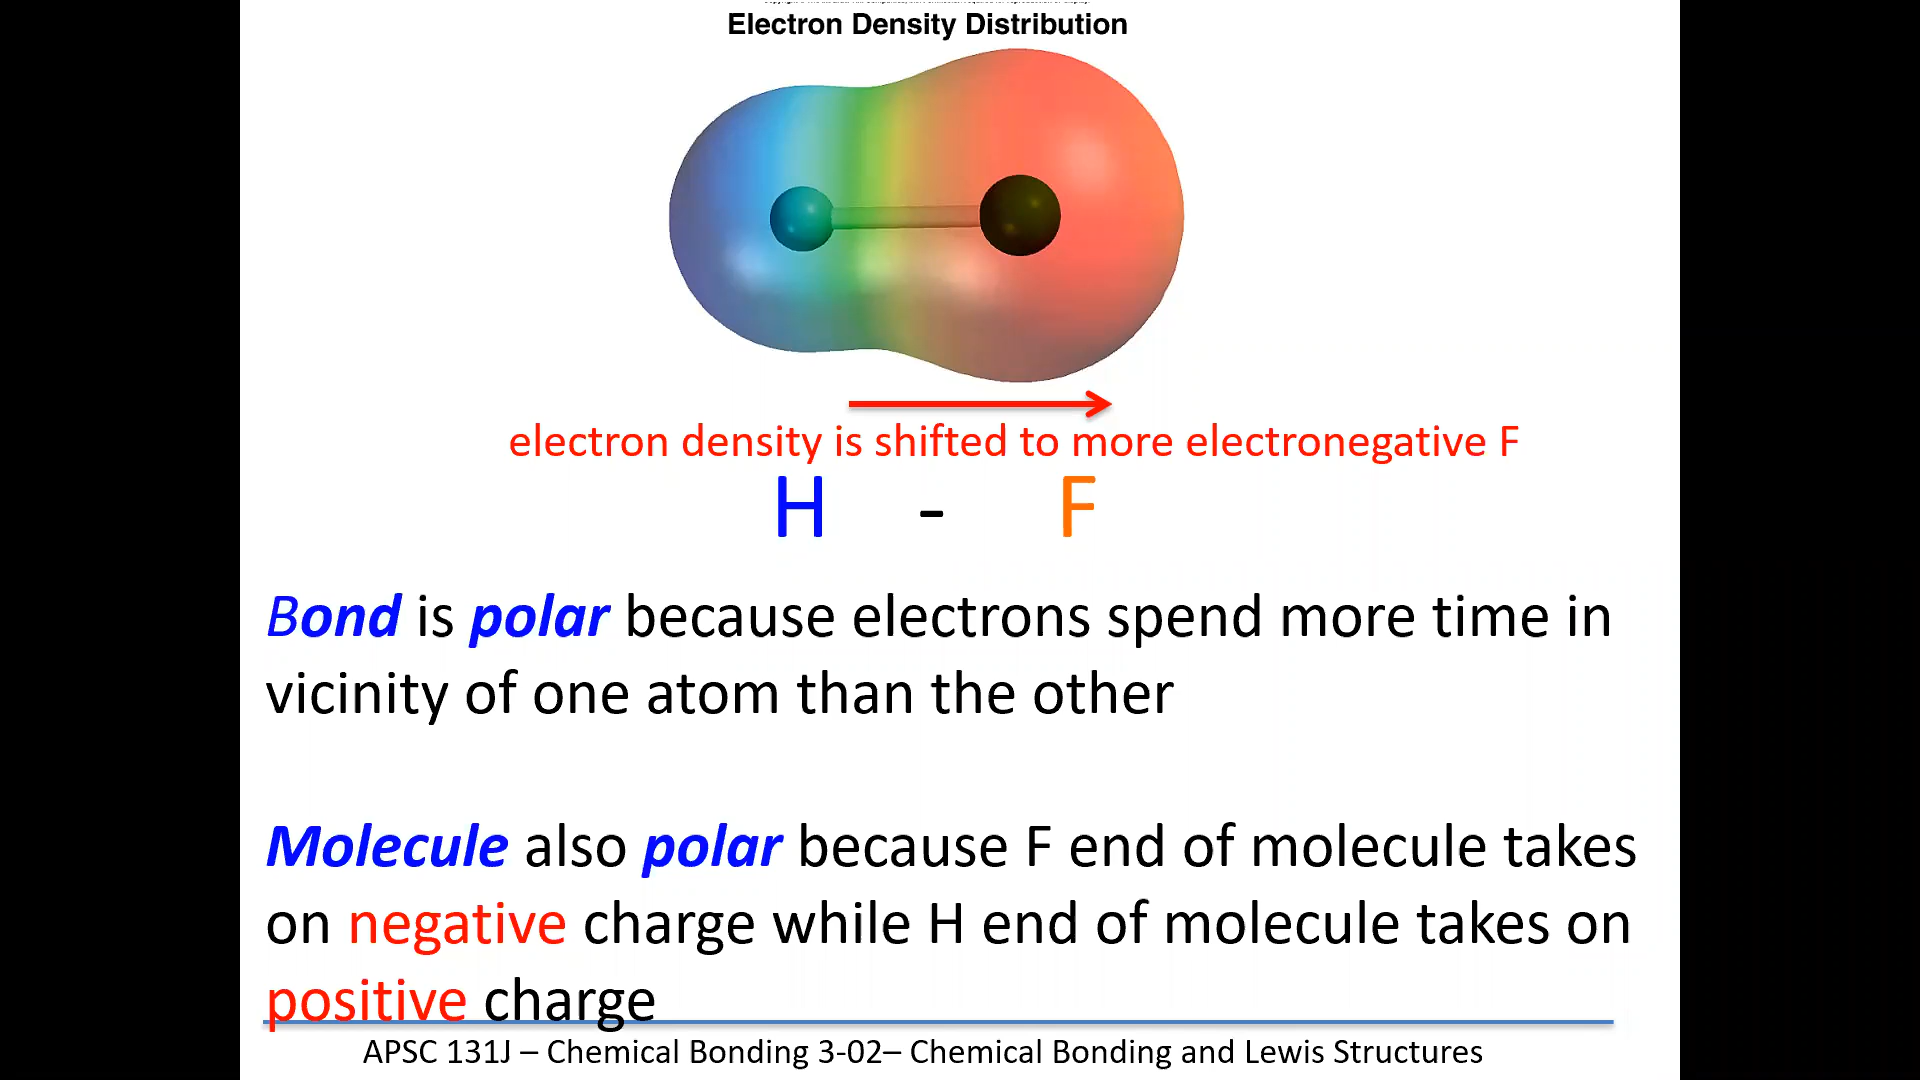 Electron Density Distribution
electron density is shifted to more electronegative F
H - F
Bond is polar because electrons spend more time in
vicinity of one atom than the other
Molecule also polar because F end of molecule takes
on negative charge while H end of molecule takes on
positive charge
APSC 131J – Chemical Bonding 3-02– Chemical Bonding and Lewis Structures